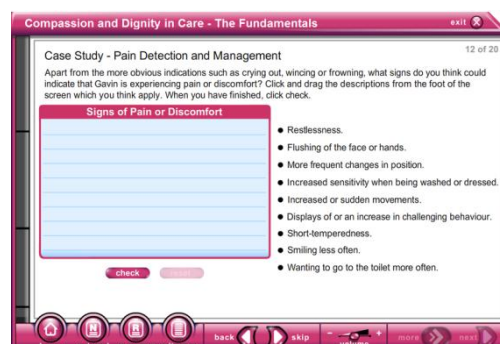 Compassion and Dignity in Care - The Fundamentals
exit
12 of 20
Case Study - Pain Detection and Management
Apart from the more obvious indications such as crying out, wincing or frowning, what signs do you think could
indicate that Gavin is experiencing pain or discomfort? Click and drag the descriptions from the foot of the
screen which you think apply. When you have finished, click check.
Signs of Pain or Discomfort
Restlessness.
Flushing of the face or hands.
More frequent changes in position.
Increased sensitivity when being washed or dressed.
Increased or sudden movements.
Displays of or an increase in challenging behaviour.
Short-temperedness.
Smiling less often.
Wanting to go to the toilet more often.
check
N
R
back
skip
- +
volume
more
next